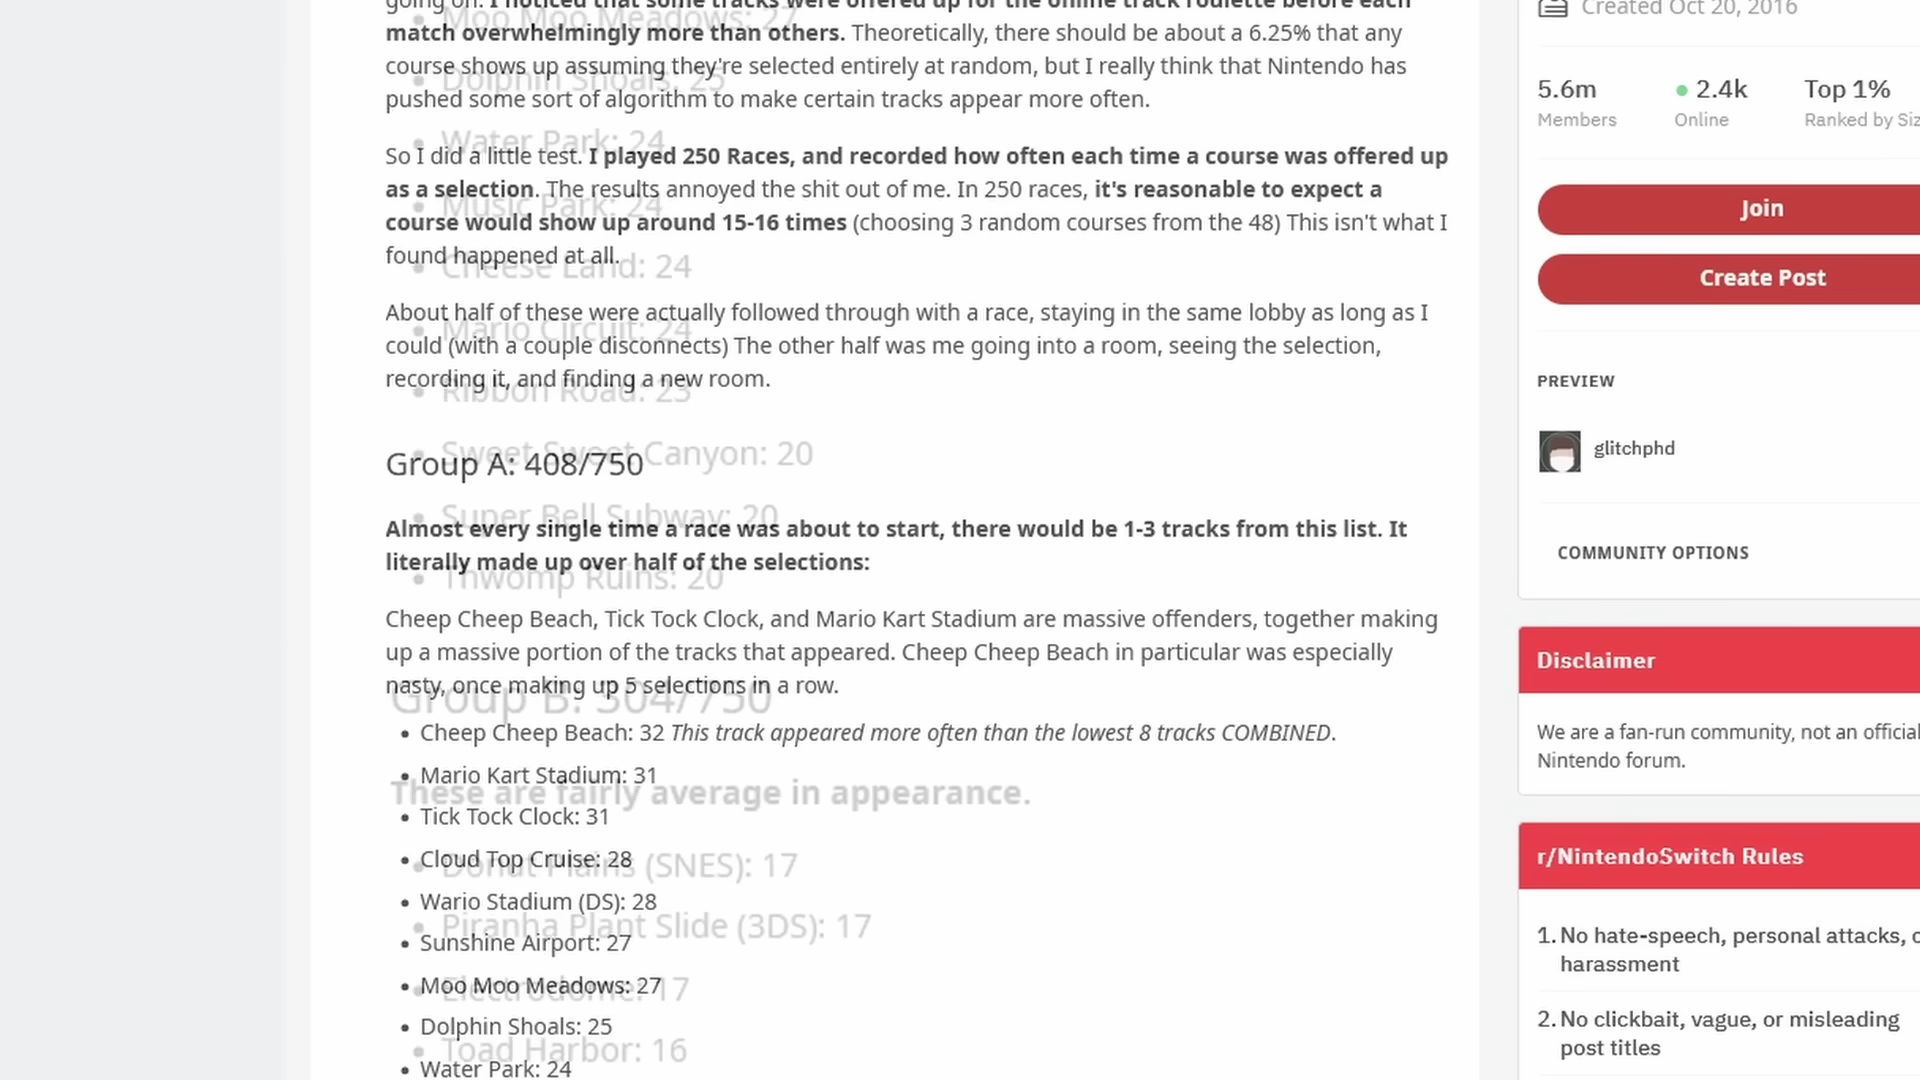 going on. I noticed that some tracks were offered up for the online track roulette before each
match overwhelmingly more than others. Theoretically, there should be about a 6.25% that any
course shows up assuming they're selected entirely at random, but I really think that Nintendo has
pushed some sort of algorithm to make certain tracks appear more often.
So I did a little test. I played 250 Races, and recorded how often each time a course was offered up
as a selection. The results annoyed the shit out of me. In 250 races, it's reasonable to expect a
course would show up around 15-16 times (choosing 3 random courses from the 48) This isn't what I
found happened at all.
About half of these were actually followed through with a race, staying in the same lobby as long as I
could (with a couple disconnects) The other half was me going into a room, seeing the selection,
recording it, and finding a new room.
Group A: 408/750
Almost every single time a race was about to start, there would be 1-3 tracks from this list. It
literally made up over half of the selections:
Cheep Cheep Beach, Tick Tock Clock, and Mario Kart Stadium are massive offenders, together making
up a massive portion of the tracks that appeared. Cheep Cheep Beach in particular was especially
nasty, once making up 5 selections in a row.
• Cheep Cheep Beach: 32 This track appeared more often than the lowest 8 tracks COMBINED.
• Mario Kart Stadium: 31
• Tick Tock Clock: 31
• Cloud Top Cruise: 28
• Wario Stadium (DS): 28
• Sunshine Airport: 27
• Moo Moo Meadows: 27
• Dolphin Shoals: 25
• Water Park: 24
• Moo Moo Meadows: 27
• Dolphin Shoals: 25
• Water Park: 24
• Music Park: 24
• Cheese Land: 24
• Mario Circuit: 24
• Ribbon Road: 23
• Sweet Sweet Canyon: 20
• Super Bell Subway: 20
• Thwomp Ruins: 20
Group B: 304/750
These are fairly average in appearance.
• Donut Plains (SNES): 17
• Piranha Plant Slide (3DS): 17
• Electrodome: 17
• Toad Harbor: 16
Created Oct 20, 2016
5.6m 2.4k Top 1%
Members Online Ranked by Siz
Join
Create Post
PREVIEW
glitchphd
COMMUNITY OPTIONS
Disclaimer
We are a fan-run community, not an official
Nintendo forum.
r/NintendoSwitch Rules
1. No hate-speech, personal attacks, o
harassment
2. No clickbait, vague, or misleading
post titles